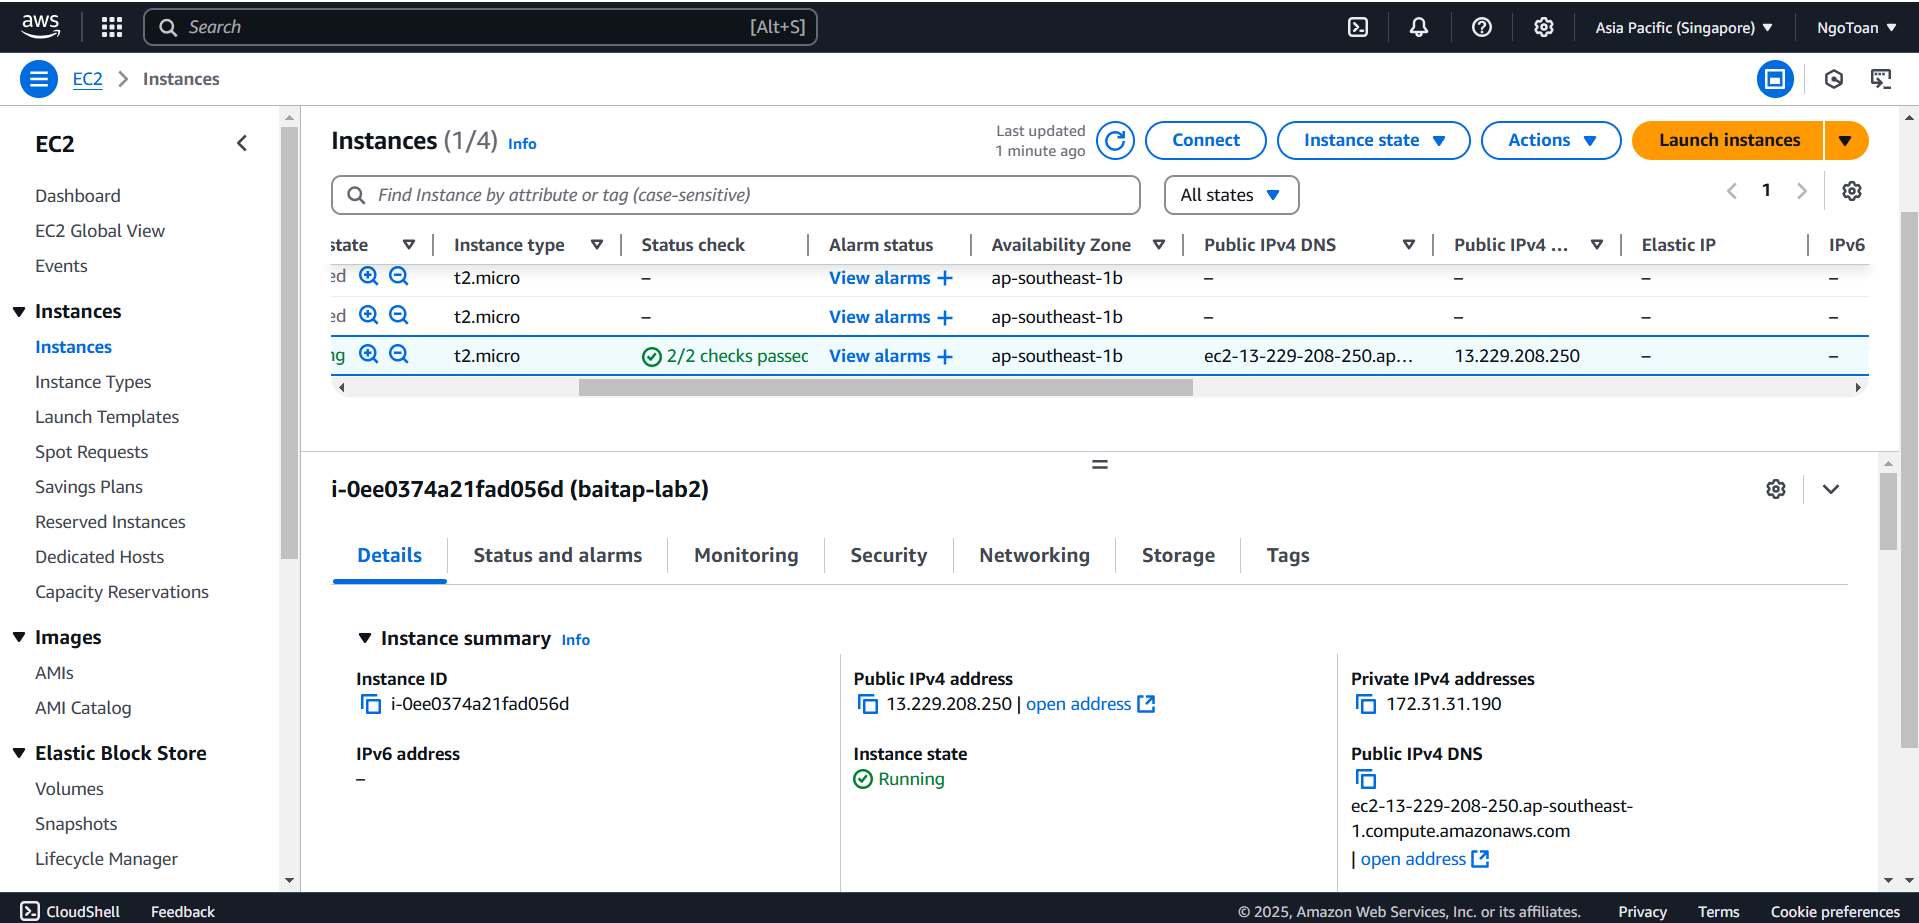 aws
Search [Alt+S]
Asia Pacific (Singapore)
NgoToan
EC2 Instances
EC2
Dashboard
EC2 Global View
Events
Instances
Instances
Instance Types
Launch Templates
Spot Requests
Savings Plans
Reserved Instances
Dedicated Hosts
Capacity Reservations
Images
AMIs
AMI Catalog
Elastic Block Store
Volumes
Snapshots
Lifecycle Manager
Instances (1/4) Info
Last updated
1 minute ago
Connect
Instance state
Actions
Launch instances
Find Instance by attribute or tag (case-sensitive)
All states
1
state Instance type Status check Alarm status Availability Zone Public IPv4 DNS Public IPv4 ... Elastic IP IPv6
ed t2.micro – View alarms + ap-southeast-1b – – – –
ed t2.micro – View alarms + ap-southeast-1b – – – –
ng t2.micro 2/2 checks passed View alarms + ap-southeast-1b ec2-13-229-208-250.ap... 13.229.208.250 – –
i-0ee0374a21fad056d (baitap-lab2)
Details
Status and alarms
Monitoring
Security
Networking
Storage
Tags
Instance summary Info
Instance ID
i-0ee0374a21fad056d
IPv6 address
–
Public IPv4 address
13.229.208.250 | open address
Instance state
Running
Private IPv4 addresses
172.31.31.190
Public IPv4 DNS
ec2-13-229-208-250.ap-southeast-
1.compute.amazonaws.com
| open address
CloudShell
Feedback
© 2025, Amazon Web Services, Inc. or its affiliates.
Privacy
Terms
Cookie preferences